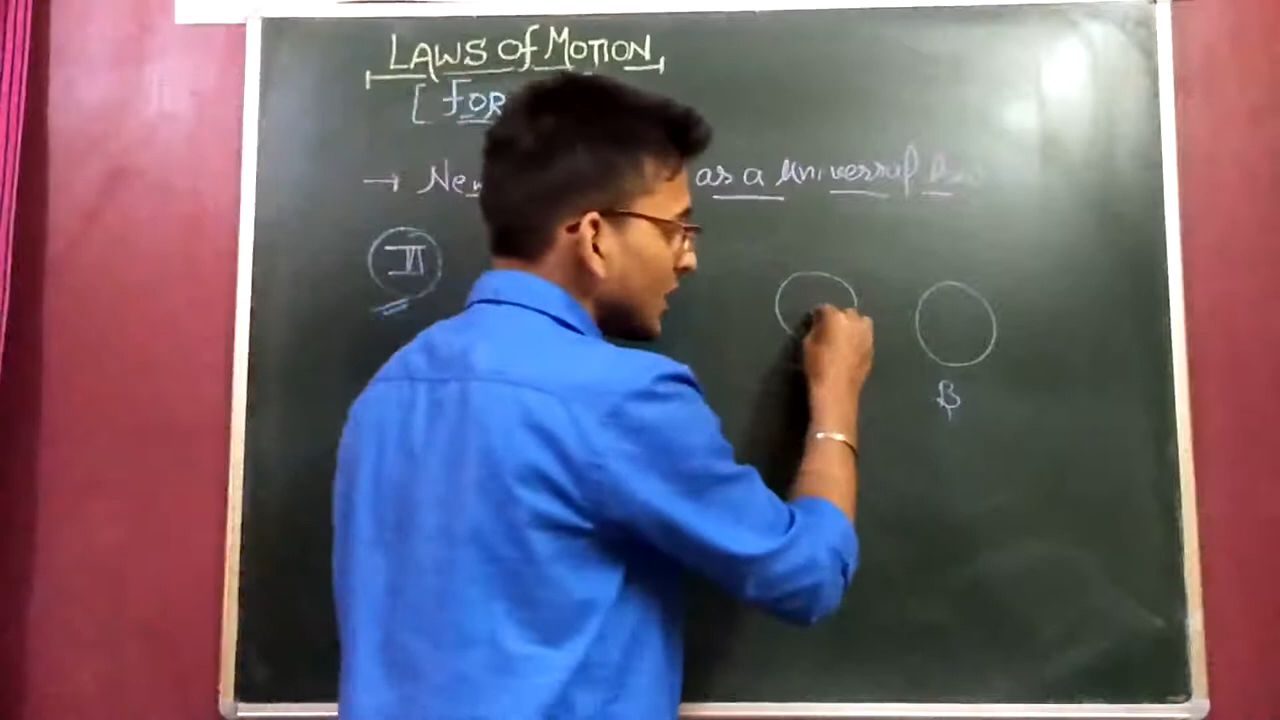 LAWS of MOTION
[ FOR
→ Ne as a universal
III
B